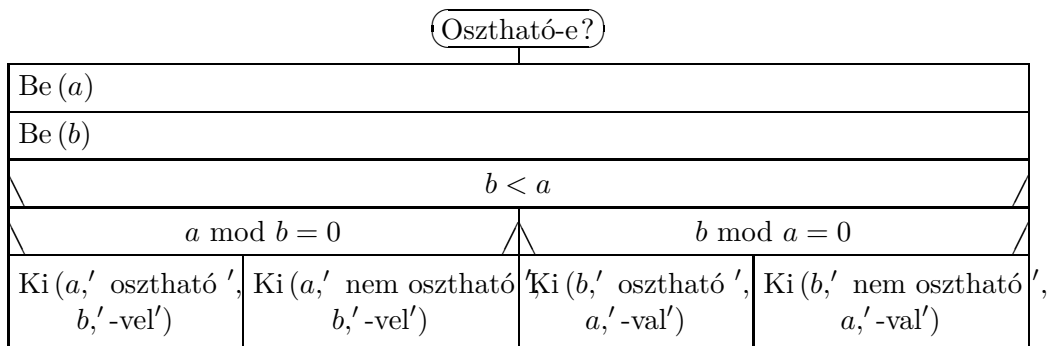 Osztható-e?
Be (a)
Be (b)
b < a
a mod b = 0
b mod a = 0
Ki (a,′ osztható ′,
b,′ -vel′)
Ki (a,′ nem osztható ′,
b,′ -vel′)
Ki (b,′ osztható ′,
a,′ -val′)
Ki (b,′ nem osztható ′,
a,′ -val′)